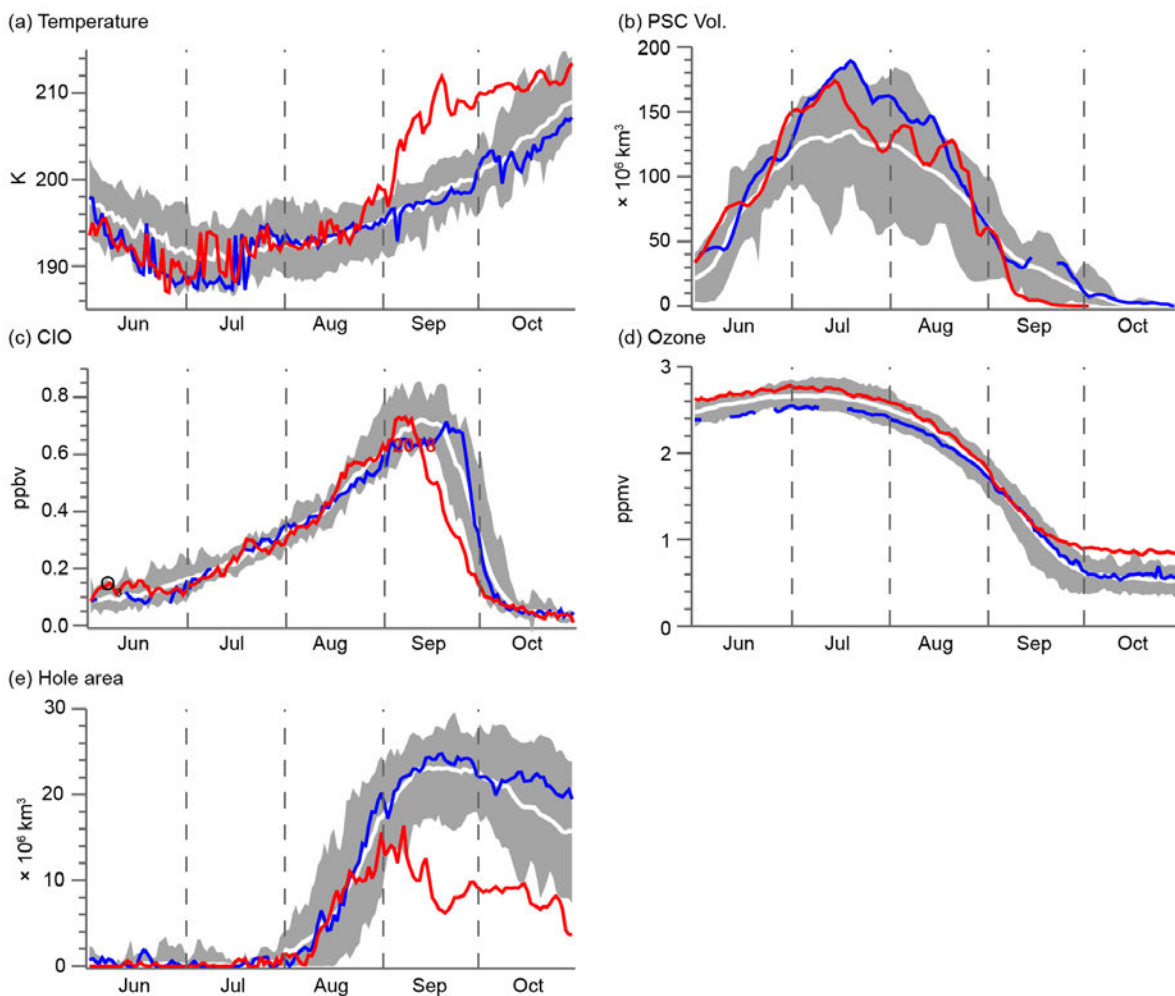 (a) Temperature
210
200
190
K
Jun Jul Aug Sep Oct
(b) PSC Vol.
200
150
100
50
0
× 10⁶ km³
Jun Jul Aug Sep Oct
(c) ClO
0.8
0.6
0.4
0.2
0.0
ppbv
Jun Jul Aug Sep Oct
(d) Ozone
3
2
1
0
ppmv
Jun Jul Aug Sep Oct
(e) Hole area
30
20
10
0
× 10⁶ km³
Jun Jul Aug Sep Oct